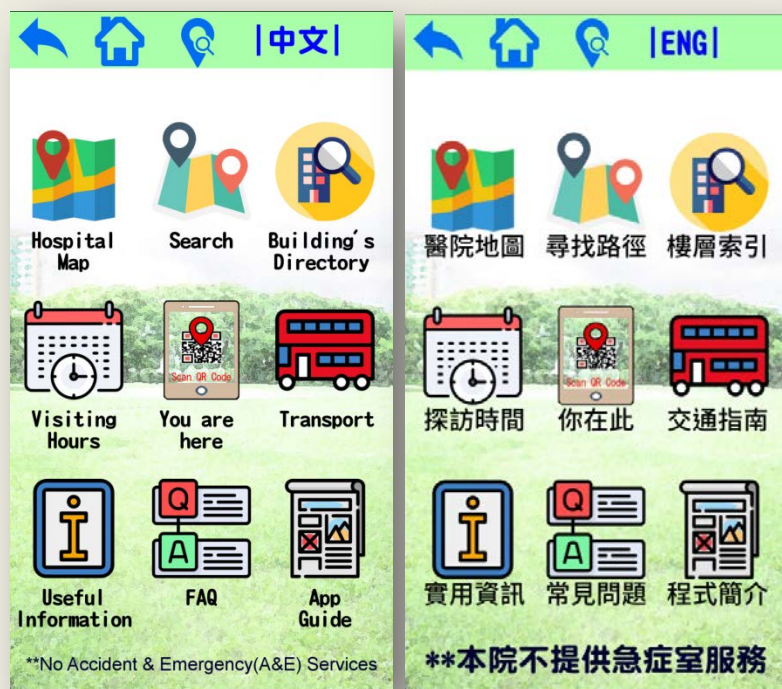 |中文|
Hospital Map
Search
Building's Directory
Visiting Hours
Scan QR Code
You are here
Transport
Q
A
i
Useful Information
FAQ
App Guide
**No Accident & Emergency(A&E) Services
|ENG|
醫院地圖
尋找路徑
樓層索引
探訪時間
Scan QR Code
你在此
交通指南
Q
A
i
實用資訊
常見問題
程式簡介
**本院不提供急症室服務